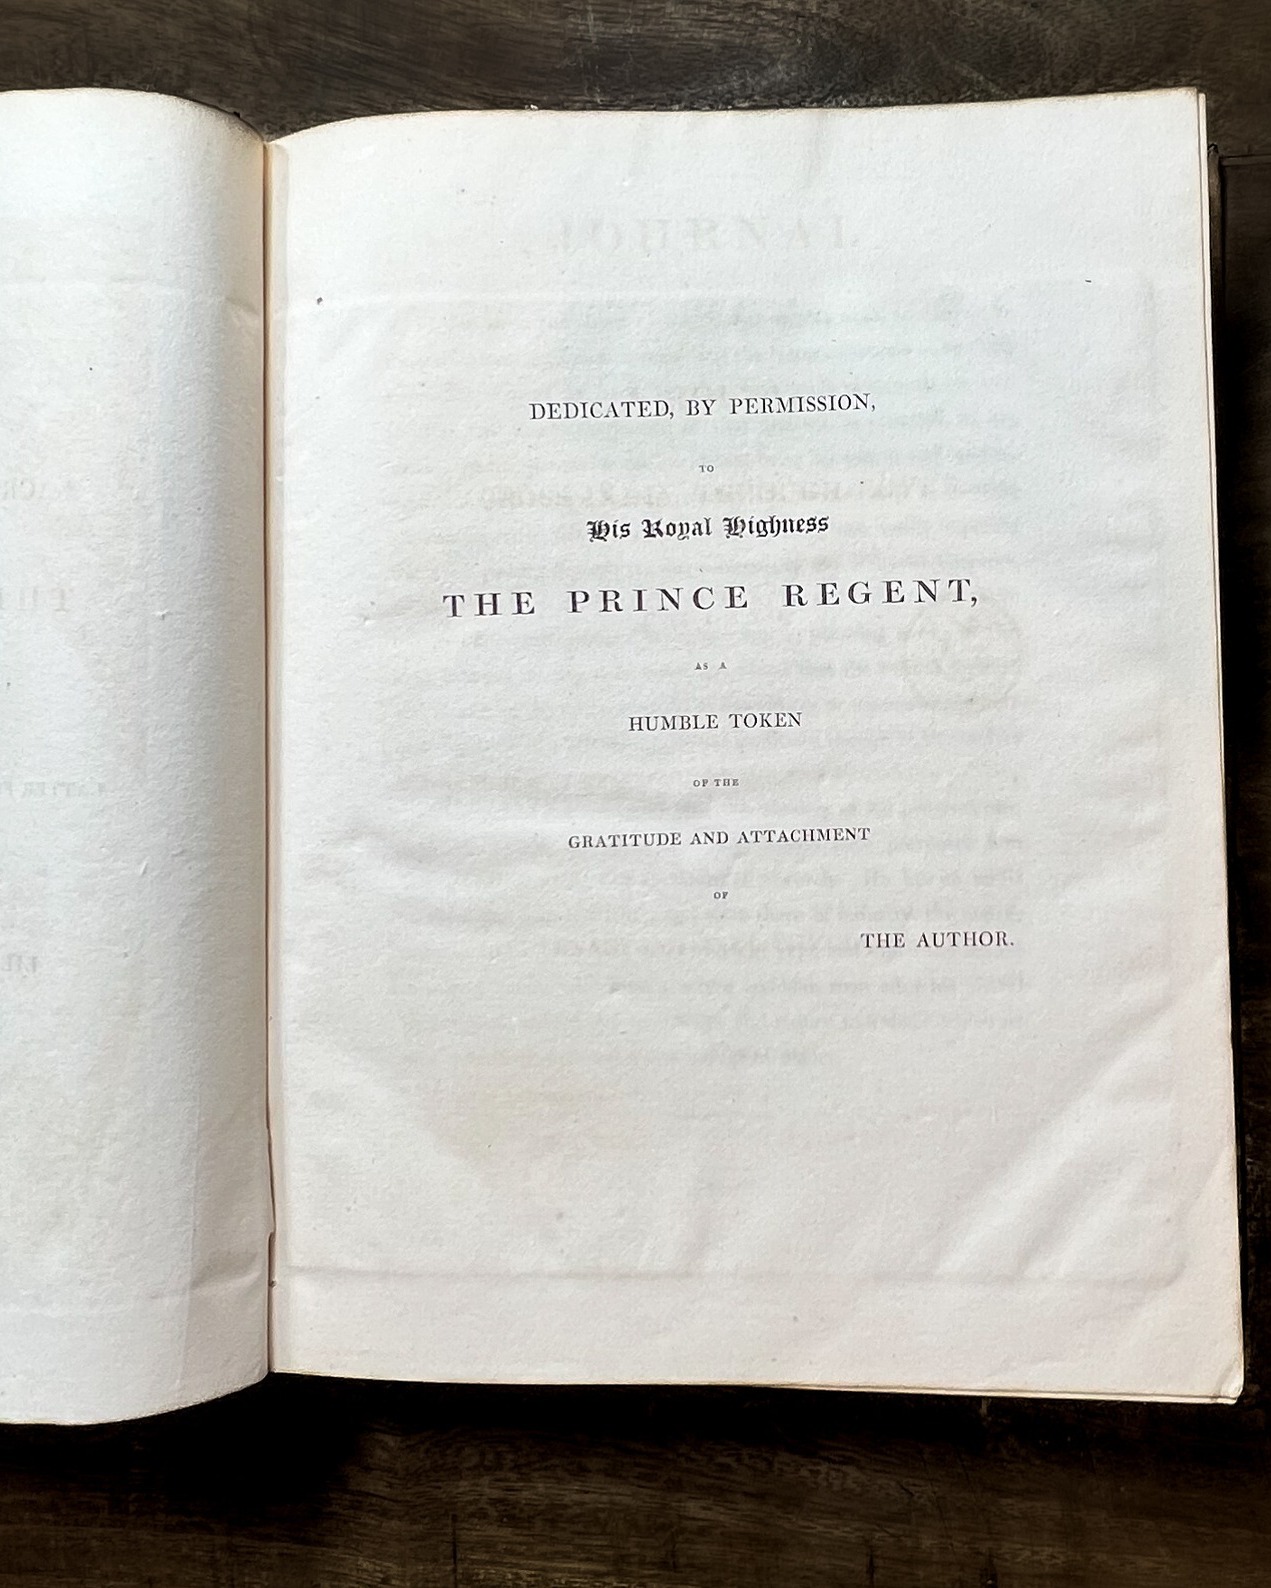 DEDICATED, BY PERMISSION,
TO
His Royal Highness
THE PRINCE REGENT,
AS A
HUMBLE TOKEN
OF THE
GRATITUDE AND ATTACHMENT
OF
THE AUTHOR.